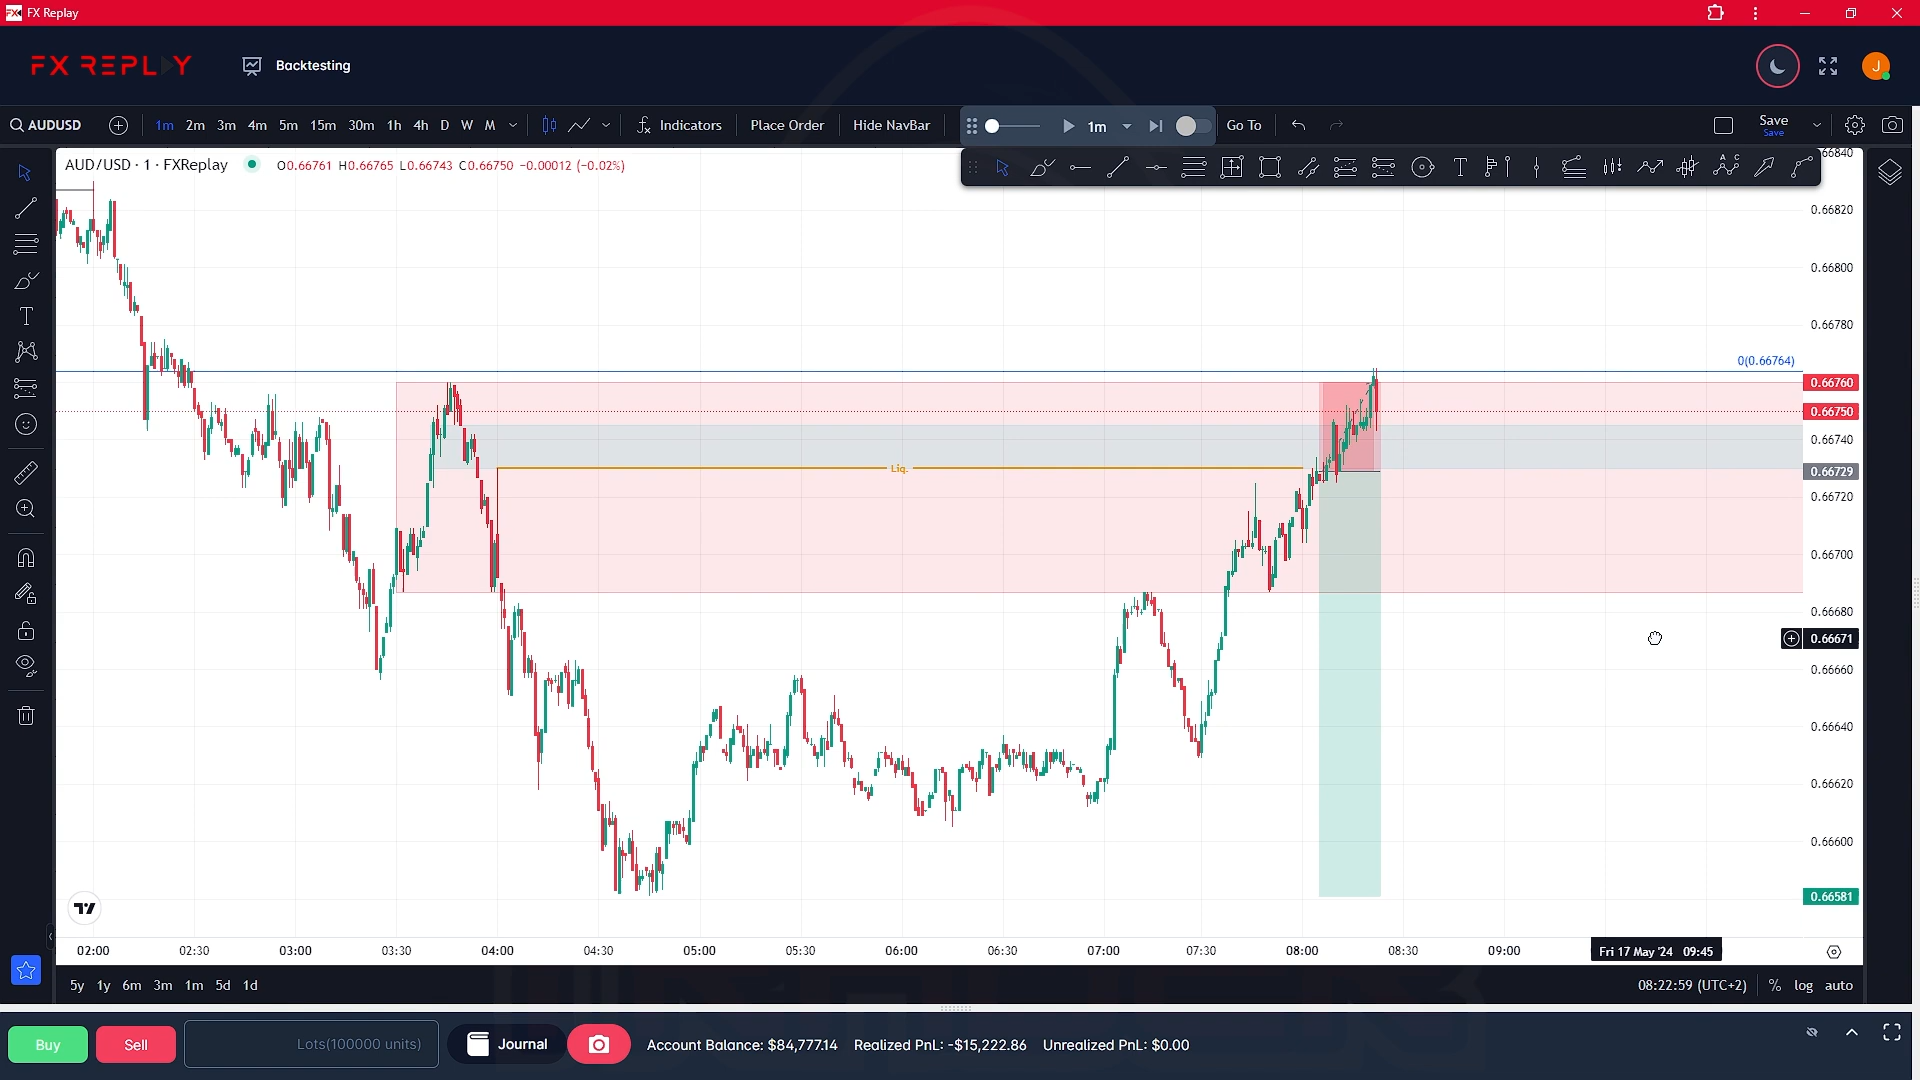 FX Replay
FX REPLAY
Backtesting
J
AUDUSD
1m 2m 3m 4m 5m 15m 30m 1h 4h D W M
Indicators
Place Order
Hide NavBar
1m
Go To
Save
Save
AUD/USD · 1 · FXReplay
O0.66761 H0.66765 L0.66743 C0.66750 −0.00012 (−0.02%)
0.66840
0.66820
0.66800
0.66780
0(0.66764)
0.66760
0.66750
0.66740
Liq.
0.66729
0.66720
0.66700
0.66680
0.66671
0.66660
0.66640
0.66620
0.66600
0.66581
02:00 02:30 03:00 03:30 04:00 04:30 05:00 05:30 06:00 06:30 07:00 07:30 08:00 08:30 09:00 Fri 17 May '24 09:45
5y 1y 6m 3m 1m 5d 1d
08:22:59 (UTC+2) % log auto
Buy
Sell
Lots(100000 units)
Journal
Account Balance: $84,777.14 Realized PnL: -$15,222.86 Unrealized PnL: $0.00